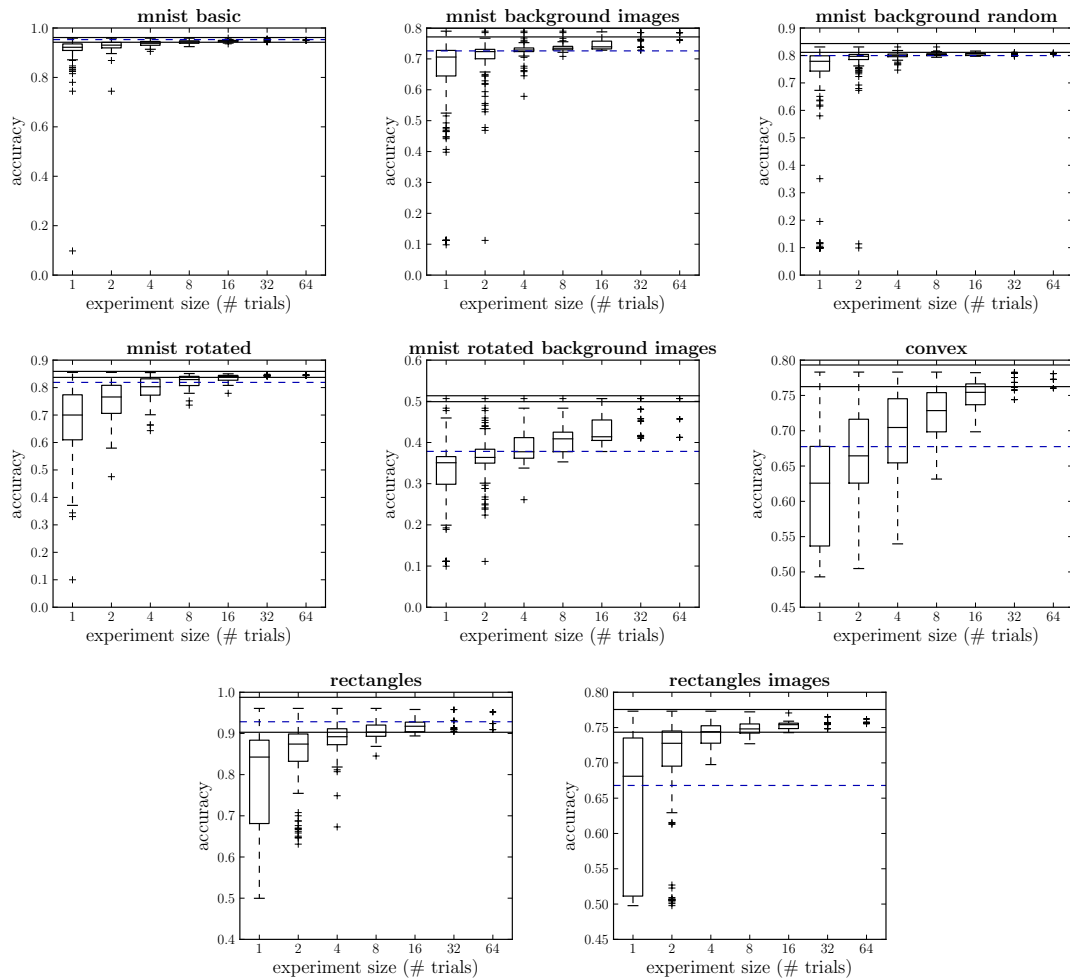 mnist basic
accuracy
1.0
0.8
0.6
0.4
0.2
0.0
1 2 4 8 16 32 64
experiment size (# trials)
mnist background images
accuracy
0.8
0.7
0.6
0.5
0.4
0.3
0.2
0.1
0.0
1 2 4 8 16 32 64
experiment size (# trials)
mnist background random
accuracy
0.9
0.8
0.7
0.6
0.5
0.4
0.3
0.2
0.1
0.0
1 2 4 8 16 32 64
experiment size (# trials)
mnist rotated
accuracy
0.9
0.8
0.7
0.6
0.5
0.4
0.3
0.2
0.1
0.0
1 2 4 8 16 32 64
experiment size (# trials)
mnist rotated background images
accuracy
0.6
0.5
0.4
0.3
0.2
0.1
0.0
1 2 4 8 16 32 64
experiment size (# trials)
convex
accuracy
0.80
0.75
0.70
0.65
0.60
0.55
0.50
0.45
1 2 4 8 16 32 64
experiment size (# trials)
rectangles
accuracy
1.0
0.9
0.8
0.7
0.6
0.5
0.4
1 2 4 8 16 32 64
experiment size (# trials)
rectangles images
accuracy
0.80
0.75
0.70
0.65
0.60
0.55
0.50
0.45
1 2 4 8 16 32 64
experiment size (# trials)